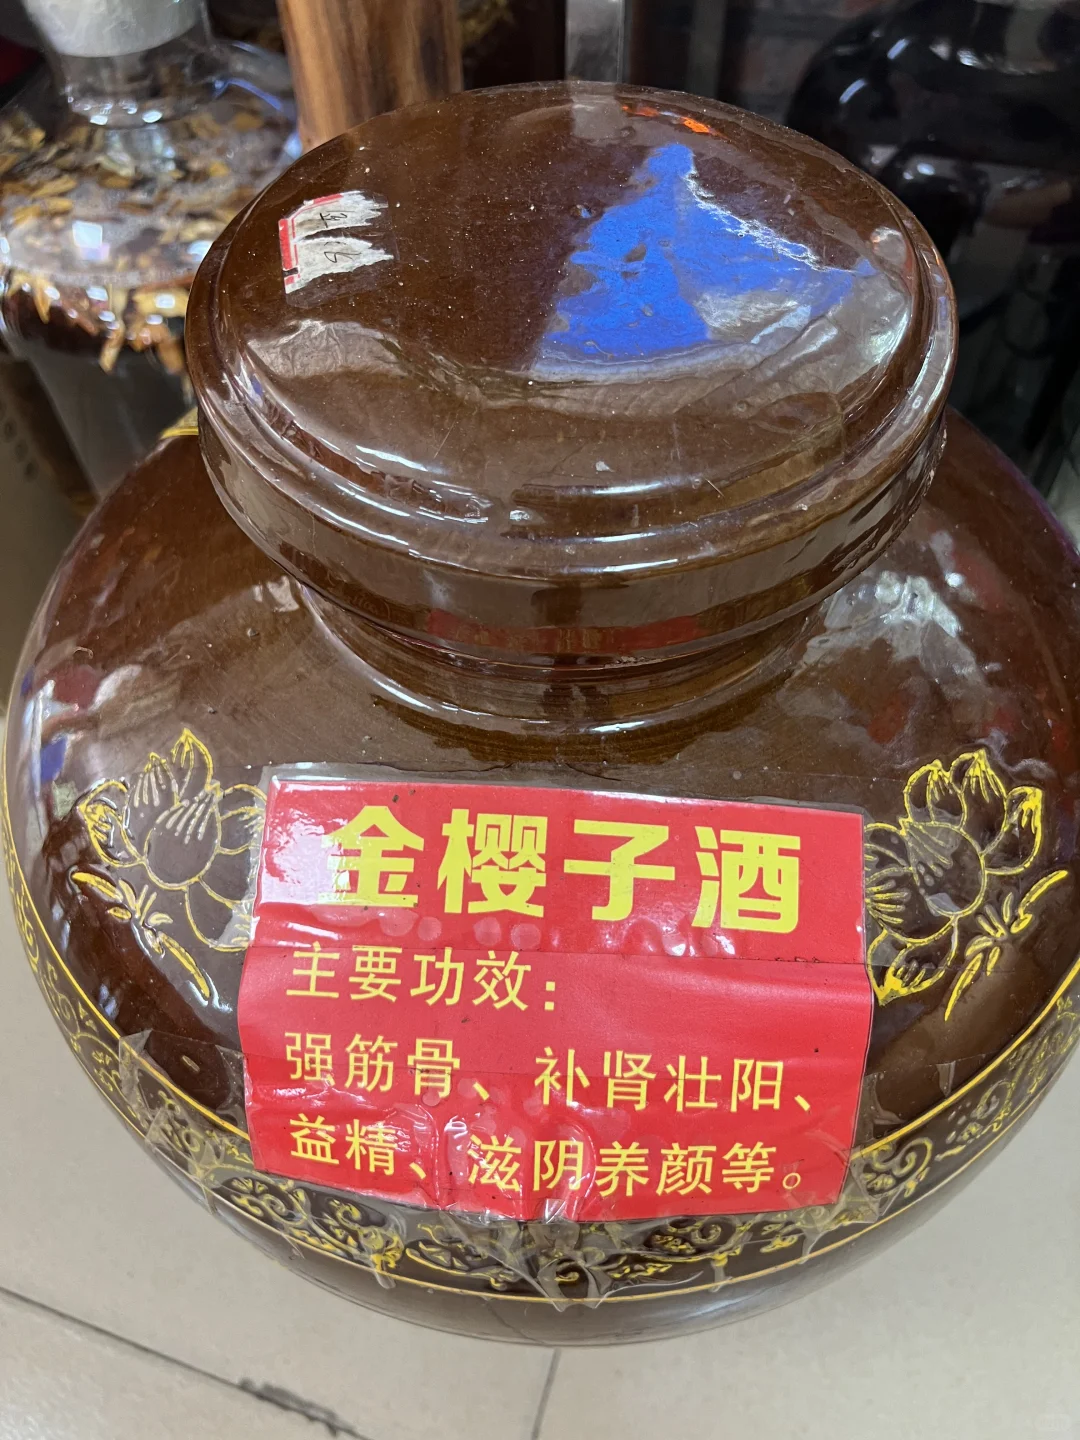 金樱子酒
主要功效：
强筋骨、补肾壮阳、
益精、滋阴养颜等。